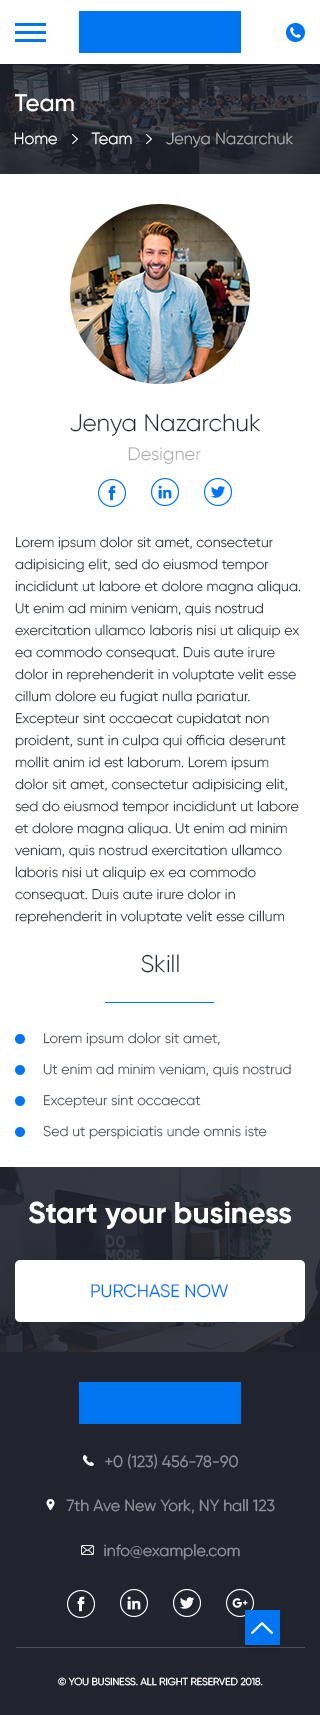 Team
Home > Team > Jenya Nazarchuk
Jenya Nazarchuk
Designer
Lorem ipsum dolor sit amet, consectetur
adipisicing elit, sed do eiusmod tempor
incididunt ut labore et dolore magna aliqua.
Ut enim ad minim veniam, quis nostrud
exercitation ullamco laboris nisi ut aliquip ex
ea commodo consequat. Duis aute irure
dolor in reprehenderit in voluptate velit esse
cillum dolore eu fugiat nulla pariatur.
Excepteur sint occaecat cupidatat non
proident, sunt in culpa qui officia deserunt
mollit anim id est laborum. Lorem ipsum
dolor sit amet, consectetur adipisicing elit,
sed do eiusmod tempor incididunt ut labore
et dolore magna aliqua. Ut enim ad minim
veniam, quis nostrud exercitation ullamco
laboris nisi ut aliquip ex ea commodo
consequat. Duis aute irure dolor in
reprehenderit in voluptate velit esse cillum
Skill
Lorem ipsum dolor sit amet,
Ut enim ad minim veniam, quis nostrud
Excepteur sint occaecat
Sed ut perspiciatis unde omnis iste
Start your business
DO
MORE
PURCHASE NOW
+0 (123) 456-78-90
7th Ave New York, NY hall 123
info@example.com
© YOU BUSINESS. ALL RIGHT RESERVED 2018.